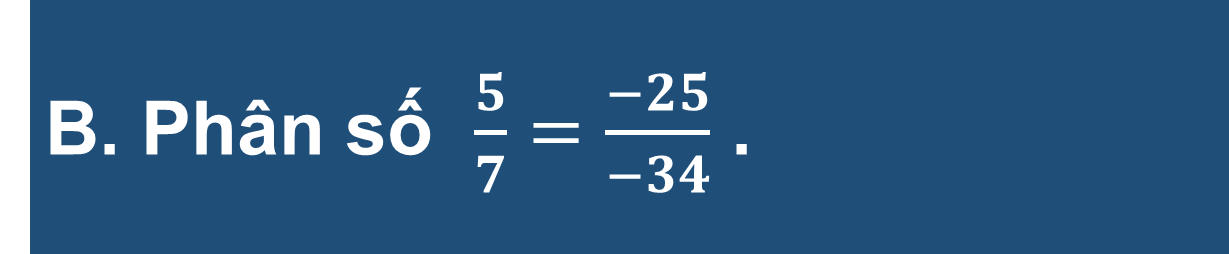 B. Phân số 5/7 = −25/−34 .